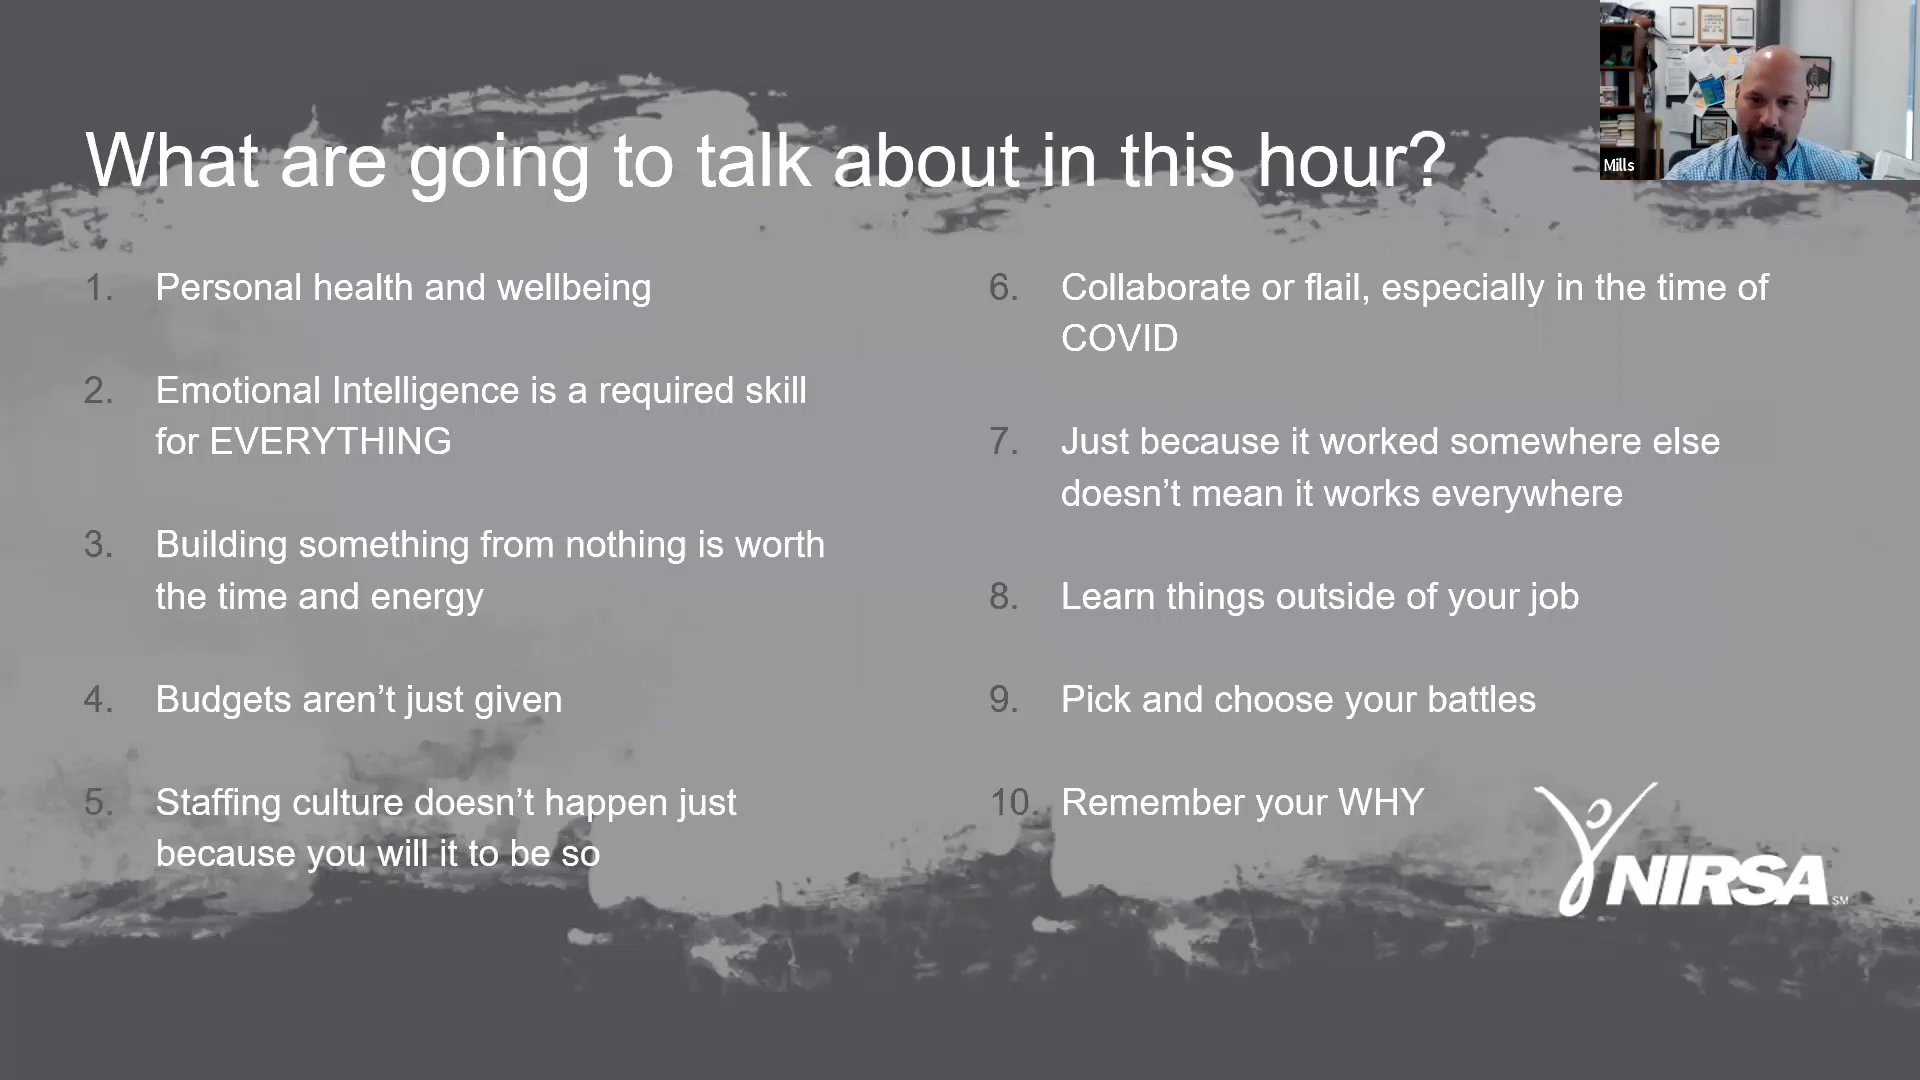 What are going to talk about in this hour?
Mills
1. Personal health and wellbeing
2. Emotional Intelligence is a required skill
for EVERYTHING
3. Building something from nothing is worth
the time and energy
4. Budgets aren’t just given
5. Staffing culture doesn’t happen just
because you will it to be so
6. Collaborate or flail, especially in the time of
COVID
7. Just because it worked somewhere else
doesn’t mean it works everywhere
8. Learn things outside of your job
9. Pick and choose your battles
10. Remember your WHY
NIRSA SM